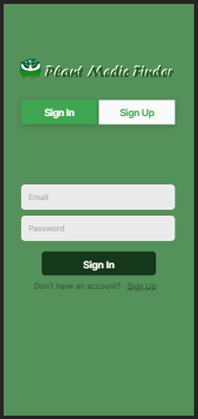 Plant Medic Finder
Sign In Sign Up
Email
Password
Sign In
Don't have an account? Sign Up